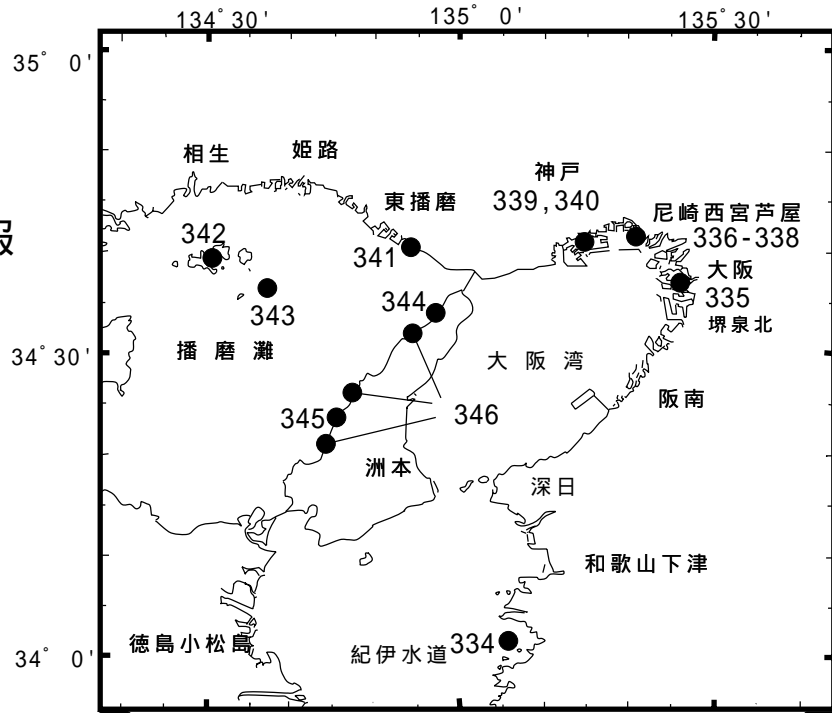 134° 30'
135° 0'
135° 30'
35° 0'
相生
姫路
神戸
339,340
東播磨
尼崎西宮芦屋
336-338
報
342
341
大阪
335
343
344
堺泉北
34° 30'
播磨灘
大阪湾
阪南
345
346
洲本
深日
和歌山下津
徳島小松島
紀伊水道
334
34° 0'